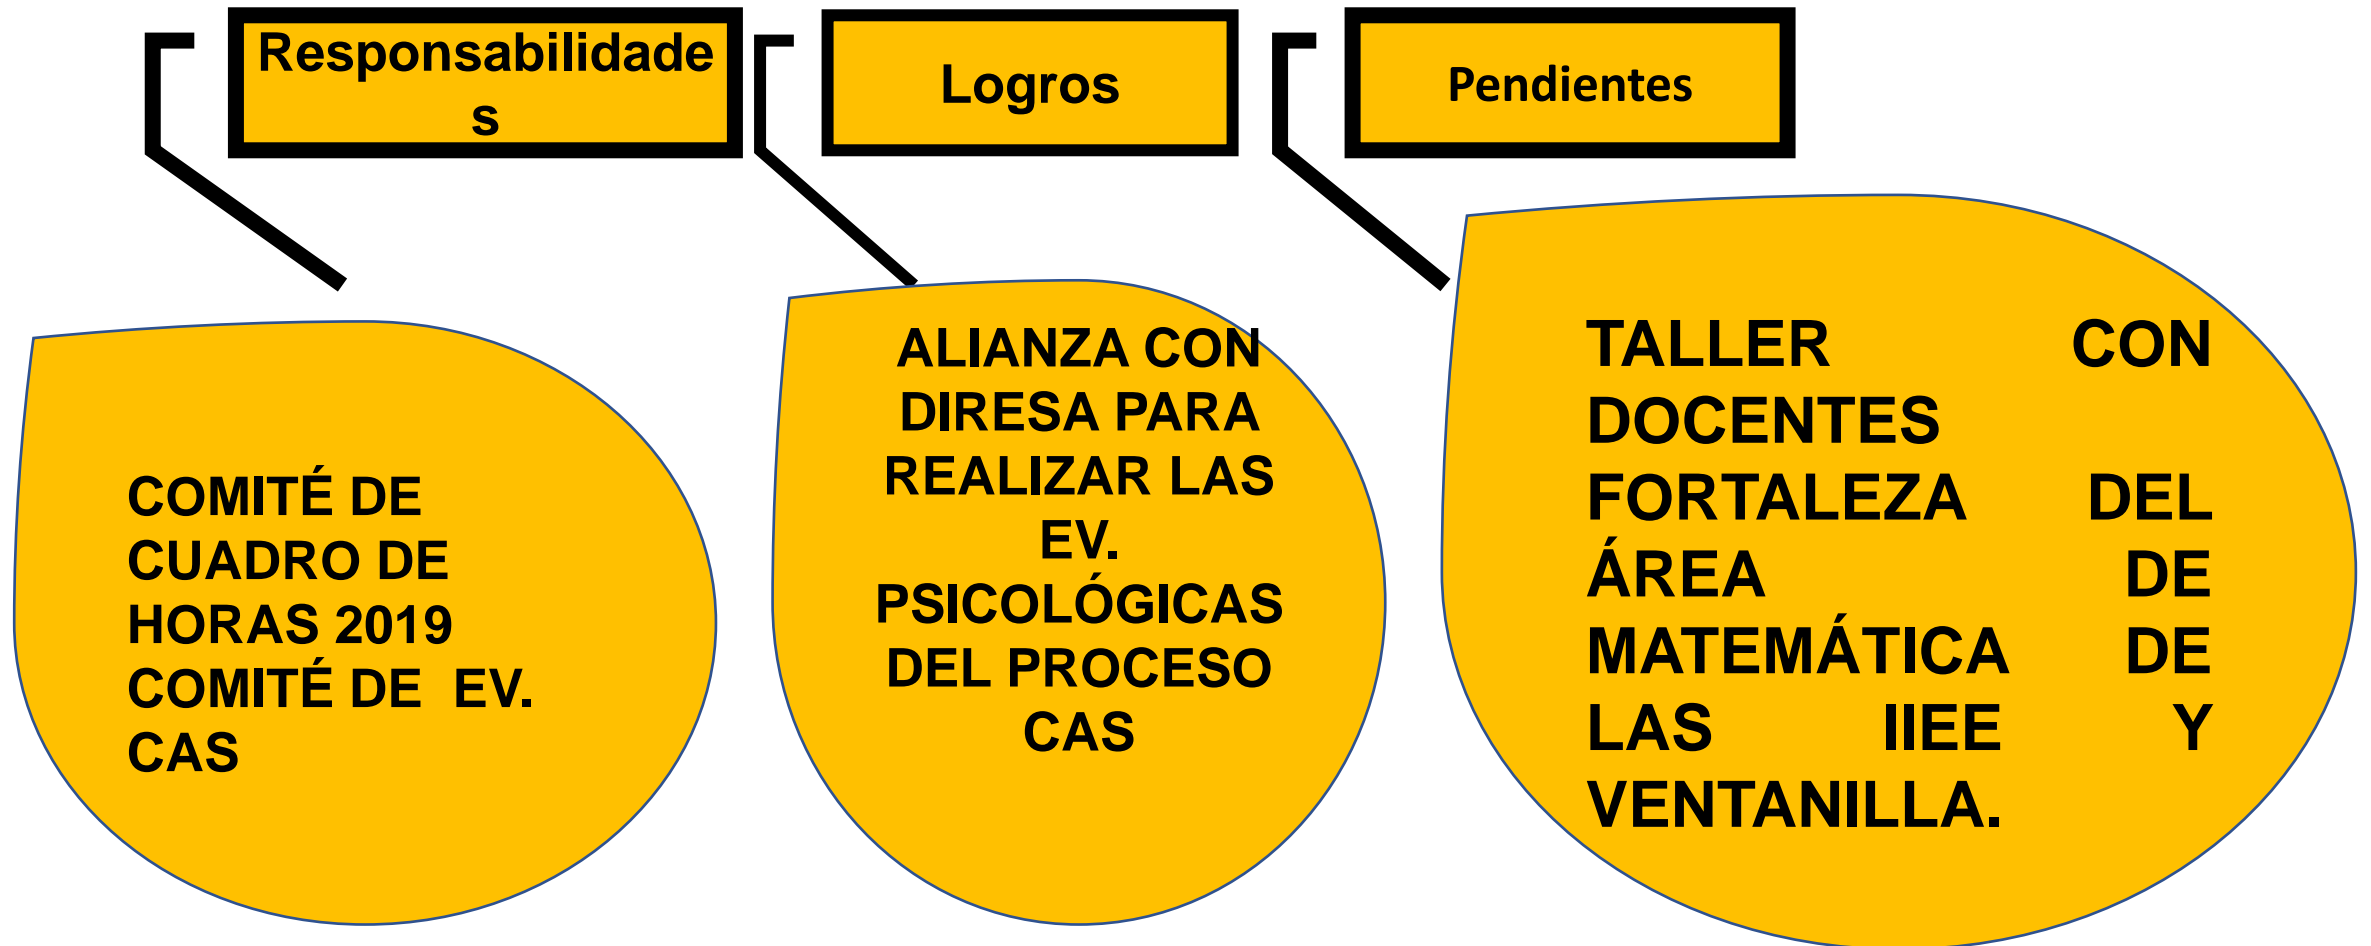 Responsabilidade
s
Logros
Pendientes
COMITÉ DE
CUADRO DE
HORAS 2019
COMITÉ DE  EV.
CAS
ALIANZA CON
DIRESA PARA
REALIZAR LAS
EV.
PSICOLÓGICAS
DEL PROCESO
CAS
TALLER CON
DOCENTES
FORTALEZA DEL
ÁREA DE
MATEMÁTICA DE
LAS IIEE Y
VENTANILLA.